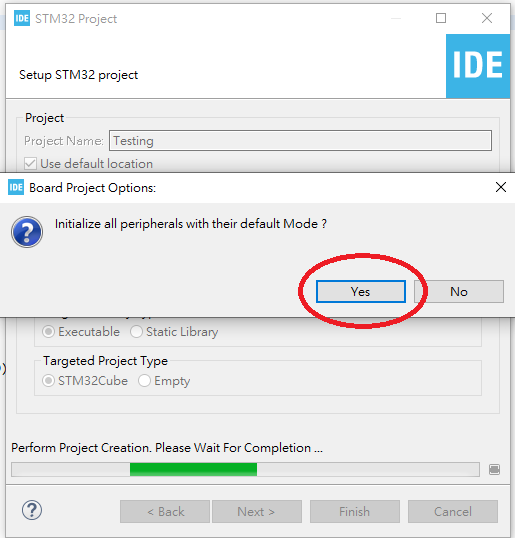 IDE STM32 Project
Setup STM32 project
IDE
Project
Project Name: Testing
Use default location
IDE Board Project Options:
Initialize all peripherals with their default Mode ?
Yes No
Executable Static Library
Targeted Project Type
STM32Cube Empty
Perform Project Creation. Please Wait For Completion ...
? < Back Next > Finish Cancel